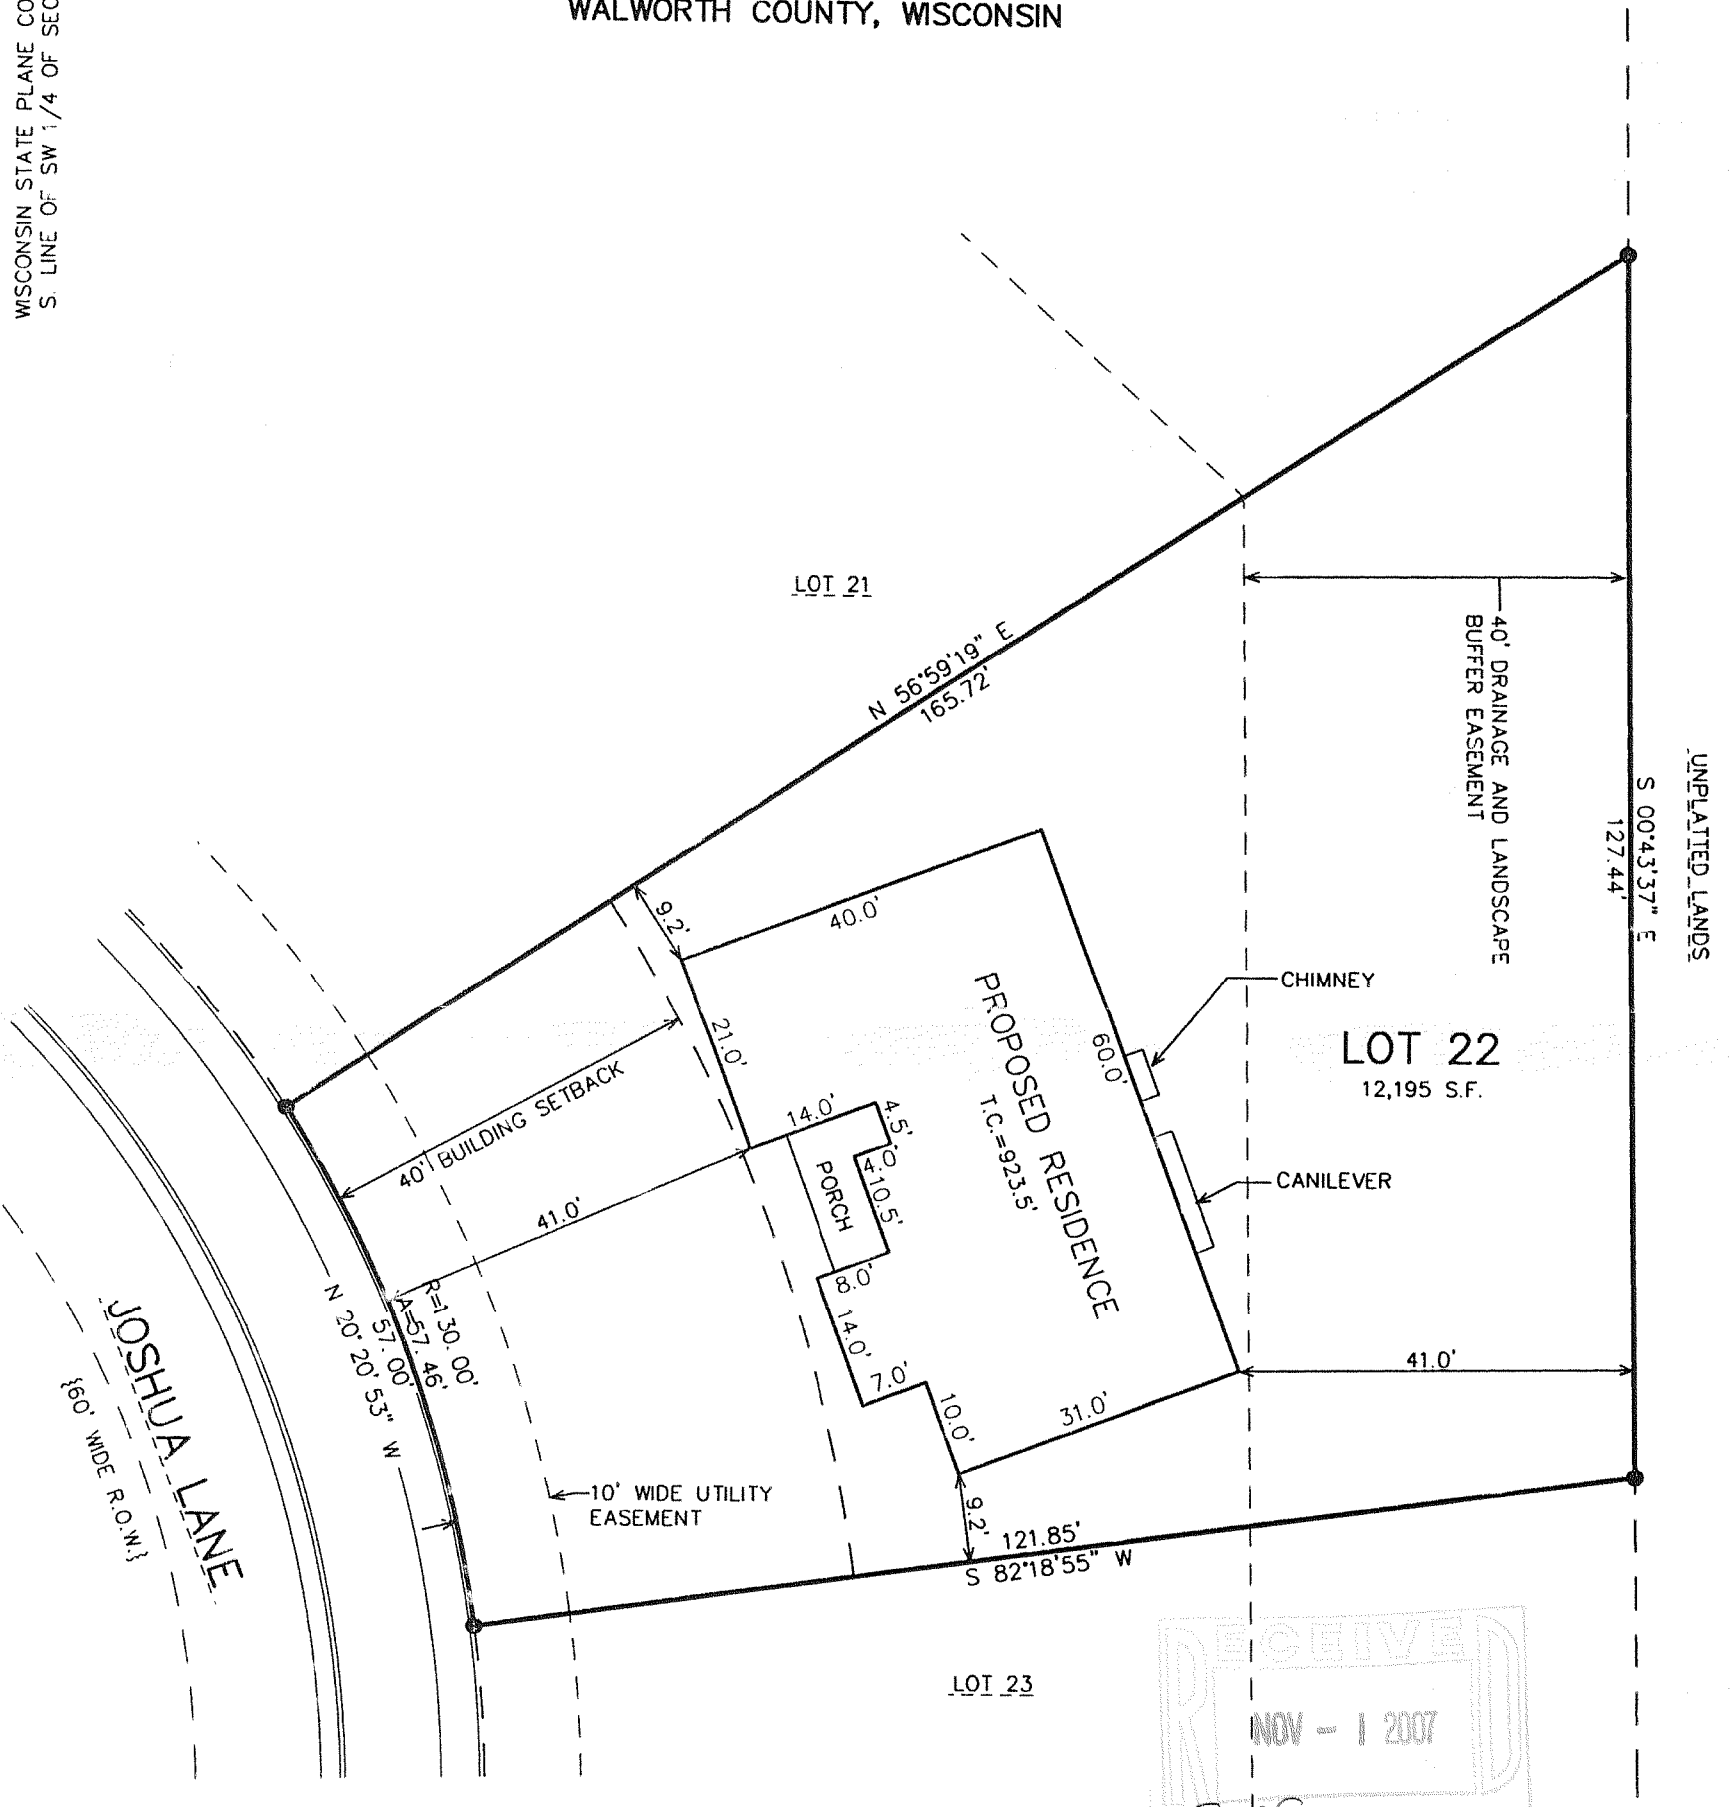 WALWORTH COUNTY, WISCONSIN
WISCONSIN STATE PLANE
S. LINE OF SW 1/4 OF
LOT 21
N 56°59'19" E
165.72'
40' DRAINAGE AND LANDSCAPE
BUFFER EASEMENT
UNPLATTED LANDS
S 00°43'37" E
127.44'
9.2'
40.0'
21.0'
60.0'
CHIMNEY
LOT 22
12,195 S.F.
PROPOSED RESIDENCE
T.C.=923.5'
40' BUILDING SETBACK
14.0'
4.5'
4.0'
10.5'
PORCH
CANILEVER
41.0'
8.0'
14.0'
7.0'
10.0'
31.0'
41.0'
R=130.00'
A=57.46'
57.00'
N 20°20'53" W
JOSHUA LANE
{60' WIDE R.O.W.}
10' WIDE UTILITY
EASEMENT
9.2'
121.85'
S 82°18'55" W
LOT 23
RECEIVED
NOV - 1 2007